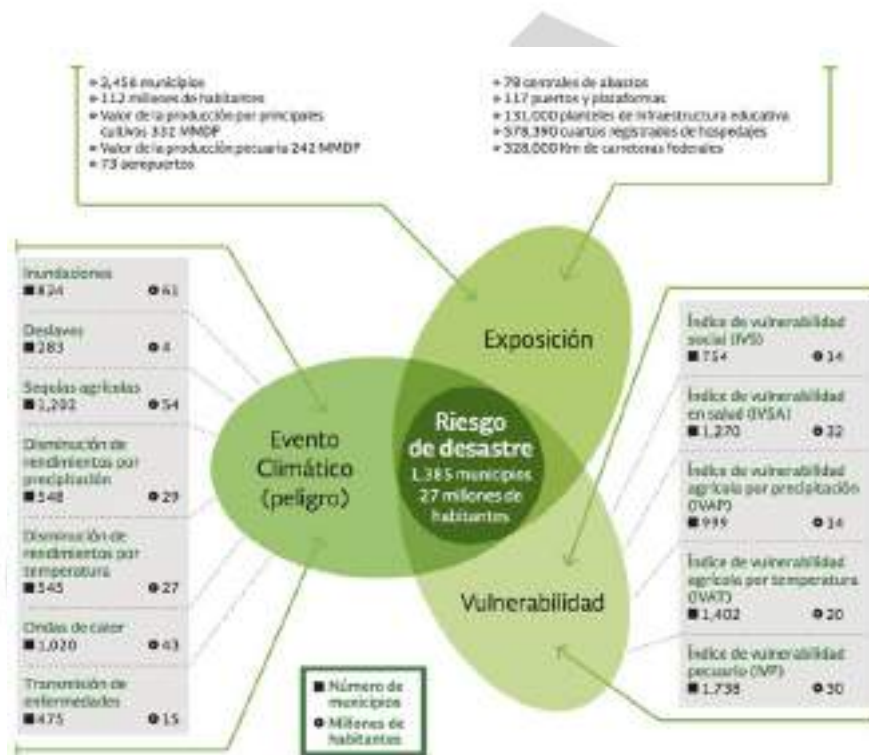 » 2,456 municipios
» 112 millones de habitantes
» Valor de la producción por principales
cultivos 332 MMDP
» Valor de la producción pecuaria 242 MMDP
» 73 aeropuertos
» 79 centrales de abastos
» 117 puertos y plataformas
» 131,000 planteles de infraestructura educativa
» 578,390 cuartos registrados de hospedajes
» 328,000 Km de carreteras federales
Inundaciones
■ 824 61
Deslaves
■ 283 4
Sequías agrícolas
■ 1,202 54
Disminución de
rendimientos por
precipitación
■ 548 29
Disminución de
rendimientos por
temperatura
■ 545 27
Ondas de calor
■ 1,020 43
Transmisión de
enfermedades
■ 475 15
Exposición
Evento
Climático
(peligro)
Riesgo
de desastre
1,385 municipios
27 millones de
habitantes
Vulnerabilidad
Índice de vulnerabilidad
social (IVS)
■ 754 14
Índice de vulnerabilidad
en salud (IVSA)
■ 1,270 32
Índice de vulnerabilidad
agrícola por precipitación
(IVAP)
■ 999 14
Índice de vulnerabilidad
agrícola por temperatura
(IVAT)
■ 1,402 20
Índice de vulnerabilidad
pecuario (IVP)
■ 1,738 30
■ Número de
municipios
Millones de
habitantes